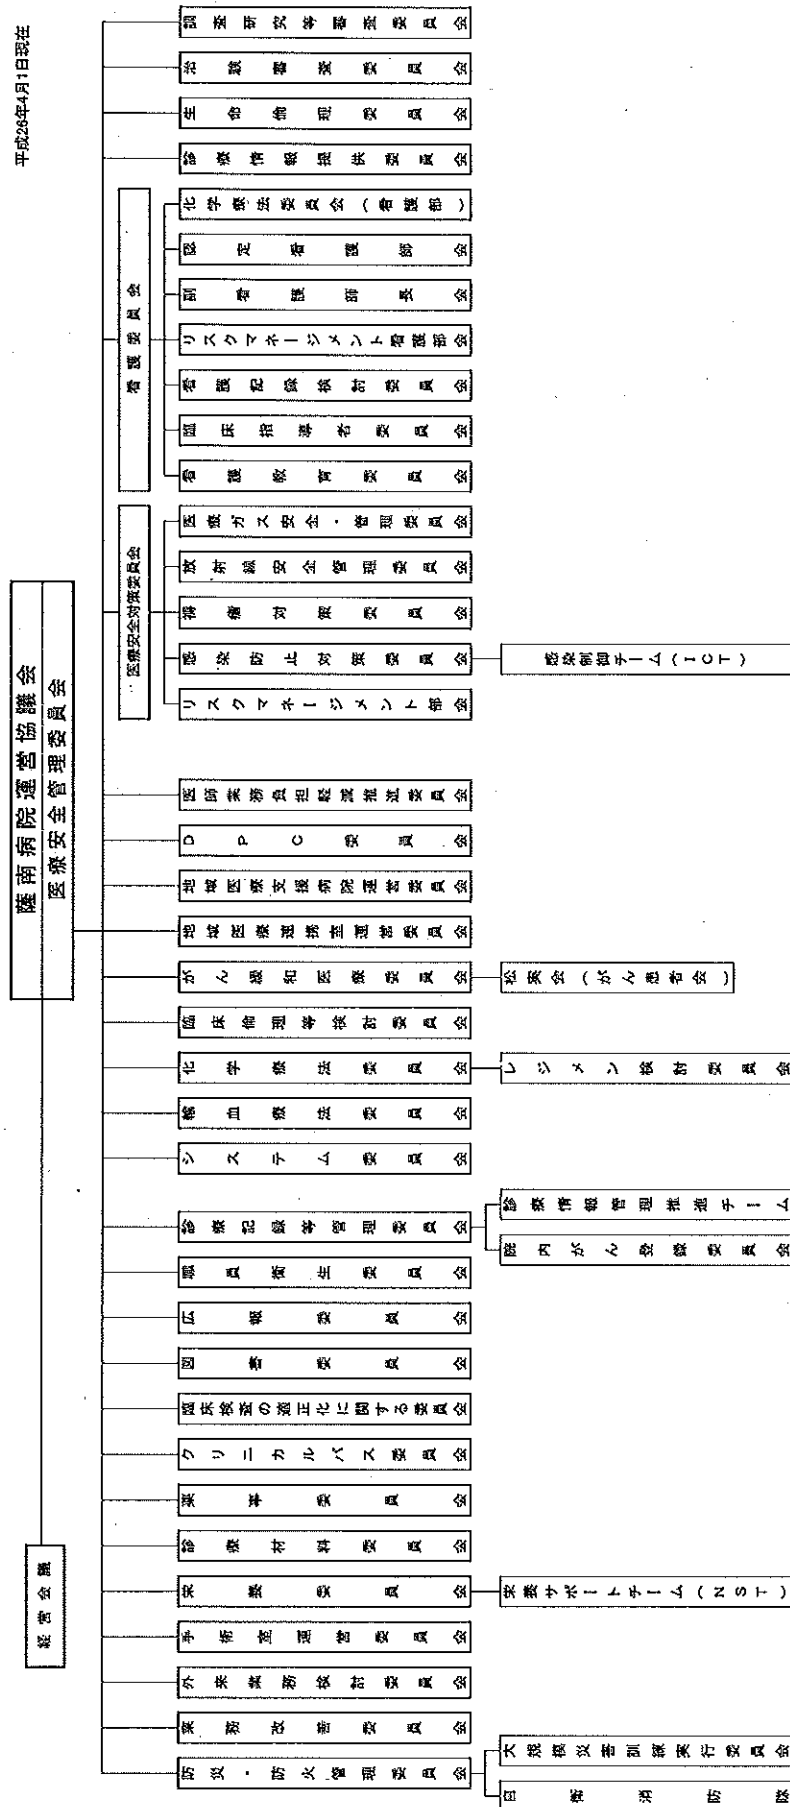 平成26年4月1日現在
薩南病院運営協議会
医療安全管理委員会
経営会議
防災・防火管理委員会
大規模災害訓練実行委員会
自衛消防隊
業務改善委員会
外来業務検討委員会
手術室運営委員会
栄養委員会
栄養サポートチーム(NST)
診療材料委員会
薬事委員会
クリニカルパス委員会
臨床検査の適正化に関する委員会
図書委員会
広報委員会
職員衛生委員会
診療記録等管理委員会
診療情報管理推進チーム
院内がん登録委員会
システム委員会
輸血療法委員会
化学療法委員会
レジメン検討委員会
臨床倫理等検討委員会
がん緩和医療委員会
松実会(がん患者会)
地域医療連携室運営委員会
地域医療支援病院運営委員会
DPC委員会
医師業務負担軽減推進委員会
医療安全対策委員会
リスクマネージメント部会
感染防止対策委員会
感染制御チーム(ICT)
褥瘡対策委員会
放射線安全管理委員会
医療ガス安全・管理委員会
看護委員会
看護教育委員会
臨床指導者委員会
看護記録検討委員会
リスクマネージメント看護部会
副看護師長会
認定看護師会
化学療法委員会(看護部)
診療情報提供委員会
生命倫理委員会
治験審査委員会
調査研究等審査委員会